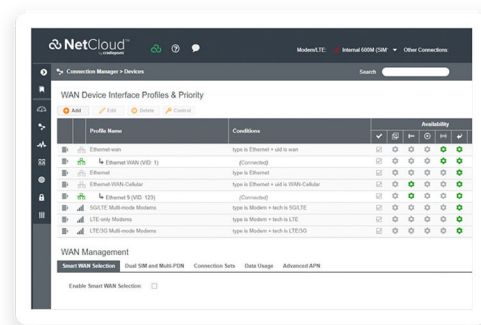 NetCloud™
by cradlepoint
Modem/LTE: Internal 600M (SIM' Other Connections:
Connection Manager > Devices
Search
WAN Device Interface Profiles & Priority
Add Edit Delete Control
Availability
Profile Name Conditions
Ethernet-wan type is Ethernet + uid is wan
Ethernet WAN (VID: 1) (Connected)
Ethernet type is Ethernet
Ethernet-WAN-Cellular type is Ethernet + uid is WAN-Cellular
Ethernet 9 (VID: 123) (Connected)
5G/LTE Multi-mode Modems type is Modem + tech is 5G/LTE
LTE-only Modems type is Modem + tech is LTE
LTE/3G Multi-mode Modems type is Modem + tech is LTE/3G
WAN Management
Smart WAN Selection Dual SIM and Multi-PDN Connection Sets Data Usage Advanced APN
Enable Smart WAN Selection